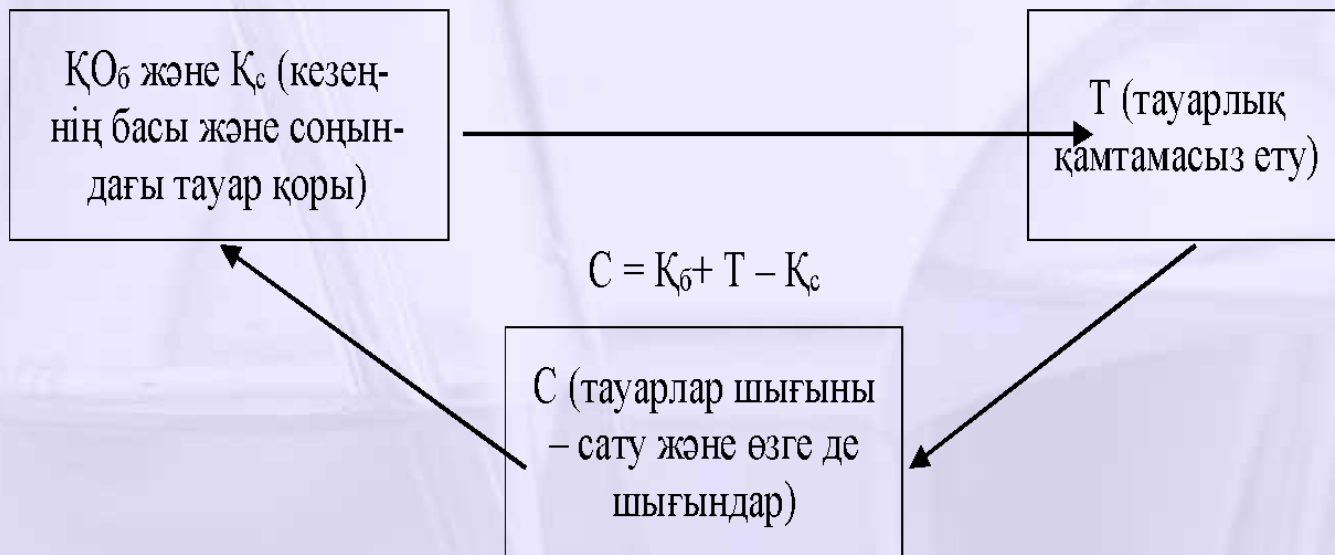 ҚОб және Қс (кезең-
нің басы және соңын-
дағы тауар қоры)
Т (тауарлық
қамтамасыз ету)
С = Қб+ Т – Қс
С (тауарлар шығыны
– сату және өзге де
шығындар)